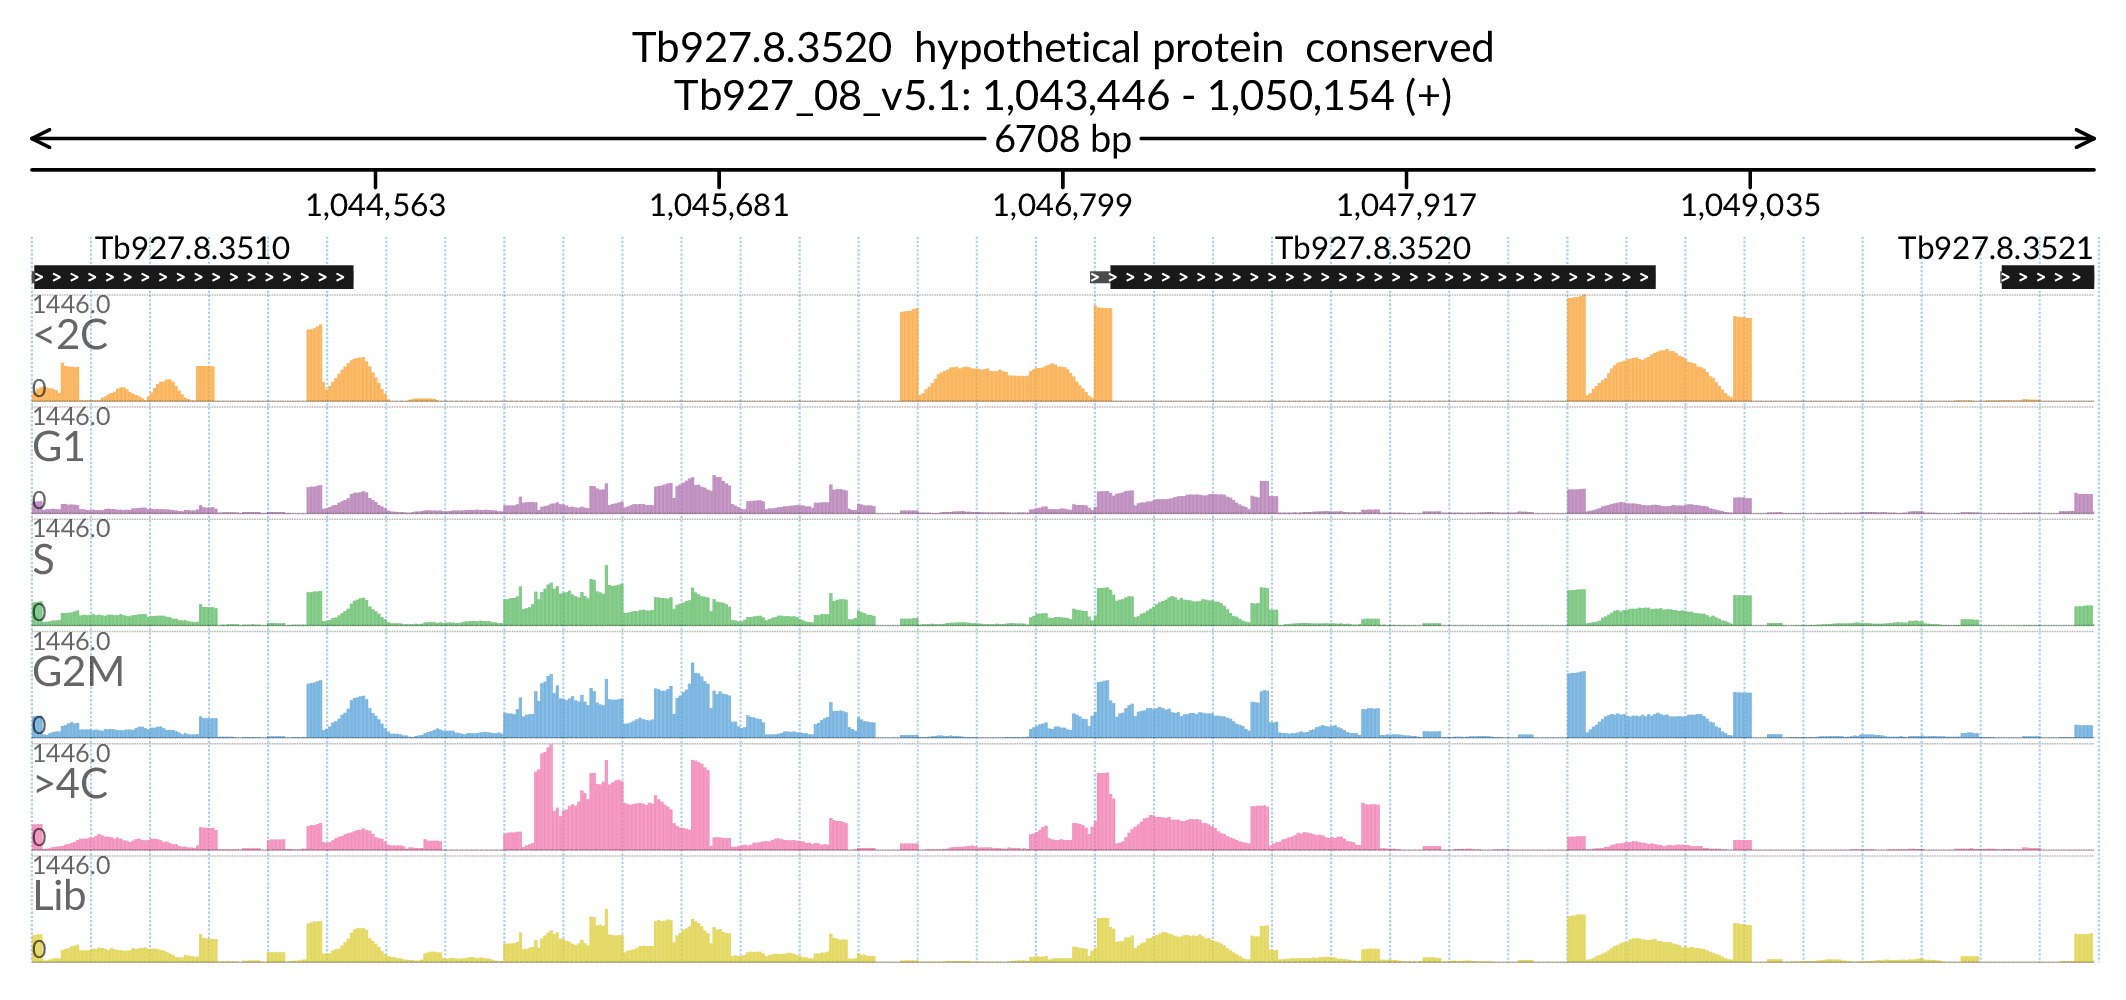 Tb927.8.3520 hypothetical protein conserved
Tb927_08_v5.1: 1,043,446 - 1,050,154 (+)
6708 bp
1,044,563 1,045,681 1,046,799 1,047,917 1,049,035
Tb927.8.3510 Tb927.8.3520 Tb927.8.3521
1446.0
<2C
0
1446.0
G1
0
1446.0
S
0
1446.0
G2M
0
1446.0
>4C
0
1446.0
Lib
0